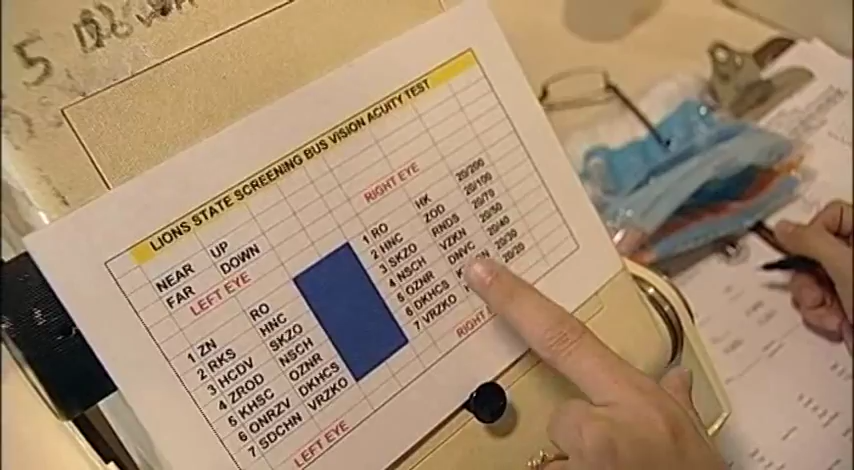 LIONS STATE SCREENING BUS VISION ACUITY TEST
NEAR UP
FAR DOWN
LEFT EYE RIGHT EYE
1 ZN RO 1 RO HK 20/200
2 RKS HNC 2 HNC ZOD 20/100
3 HCDV SKZO 3 SKZO RNDS 20/70
4 ZROD NSCH 4 NSCH VZKN 20/50
5 KHSC OZNR 5 OZNR DNVC 20/40
6 ONRZV DKHCS 6 DKHCS 20/30
7 SDCHN VRZKO 7 VRZKO 20/20
LEFT EYE RIGHT